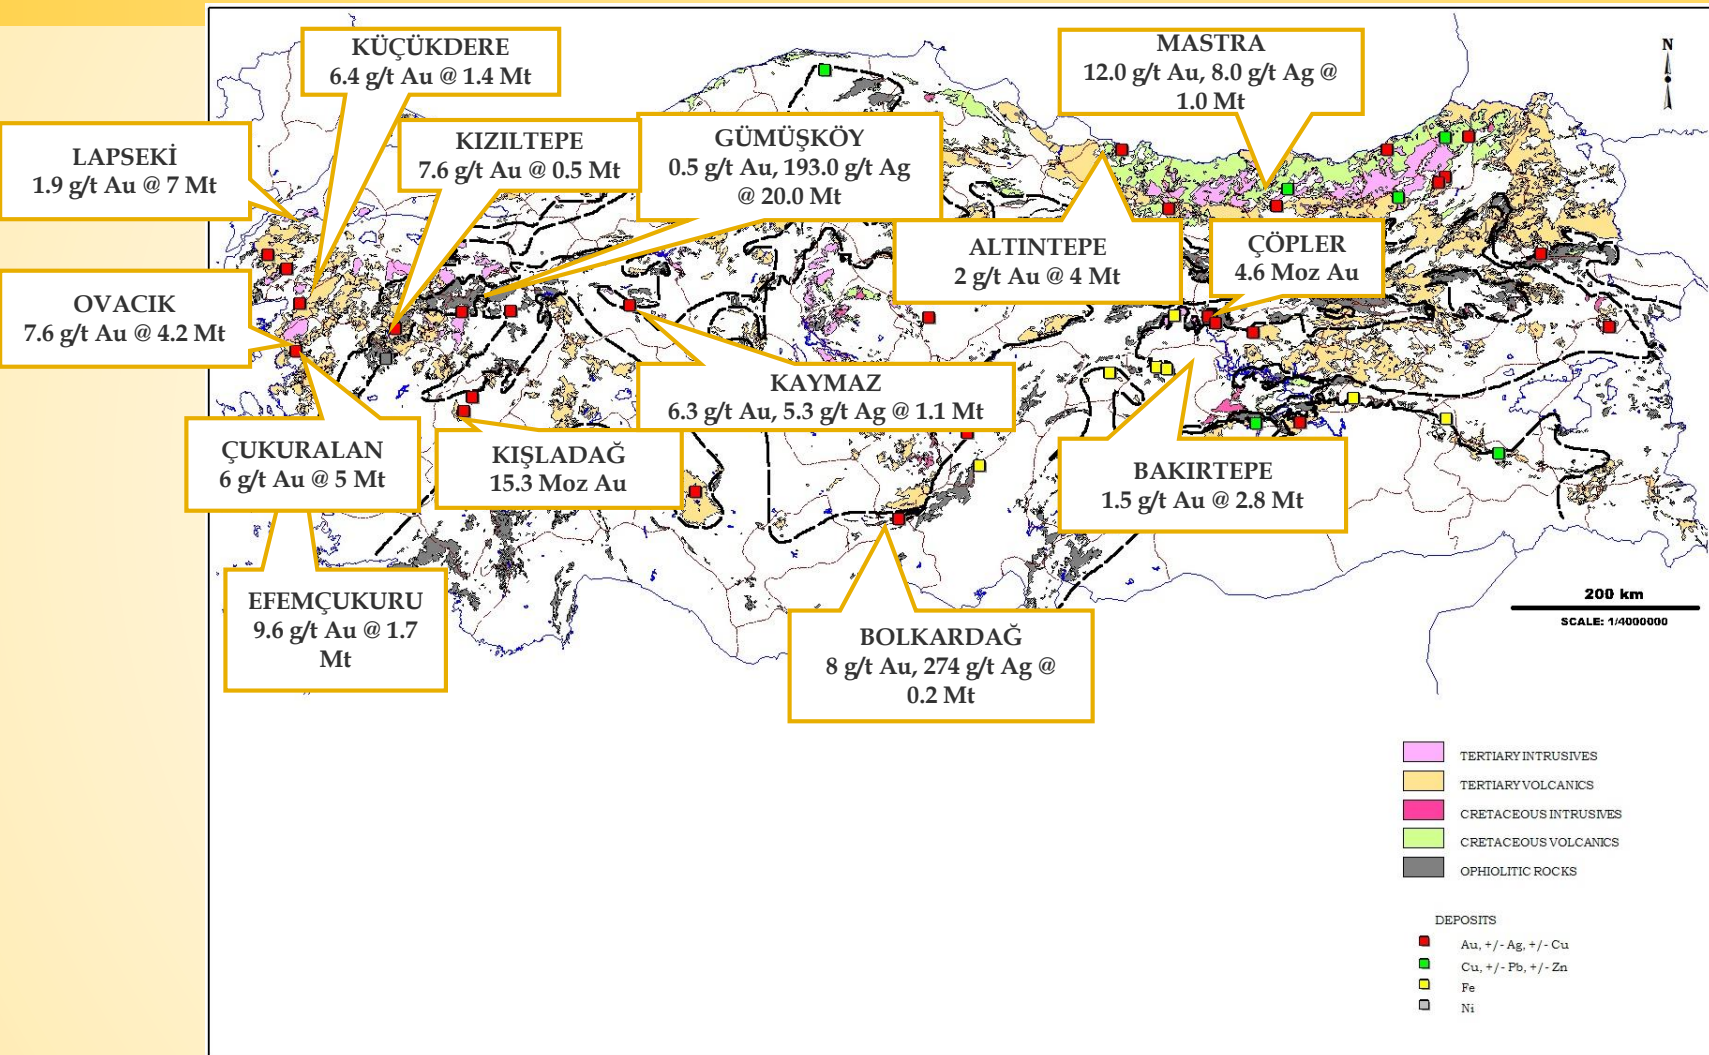 KÜÇÜKDERE
6.4 g/t Au @ 1.4 Mt
MASTRA
12.0 g/t Au, 8.0 g/t Ag @
1.0 Mt
N
LAPSEKİ
1.9 g/t Au @ 7 Mt
KIZILTEPE
7.6 g/t Au @ 0.5 Mt
GÜMÜŞKÖY
0.5 g/t Au, 193.0 g/t Ag
@ 20.0 Mt
ALTINTEPE
2 g/t Au @ 4 Mt
ÇÖPLER
4.6 Moz Au
OVACIK
7.6 g/t Au @ 4.2 Mt
KAYMAZ
6.3 g/t Au, 5.3 g/t Ag @ 1.1 Mt
ÇUKURALAN
6 g/t Au @ 5 Mt
KIŞLADAĞ
15.3 Moz Au
BAKIRTEPE
1.5 g/t Au @ 2.8 Mt
EFEMÇUKURU
9.6 g/t Au @ 1.7
Mt
BOLKARDAĞ
8 g/t Au, 274 g/t Ag @
0.2 Mt
200 km
SCALE: 1/4000000
TERTIARY INTRUSIVES
TERTIARY VOLCANICS
CRETACEOUS INTRUSIVES
CRETACEOUS VOLCANICS
OPHIOLITIC ROCKS
DEPOSITS
Au, +/- Ag, +/- Cu
Cu, +/- Pb, +/- Zn
Fe
Ni